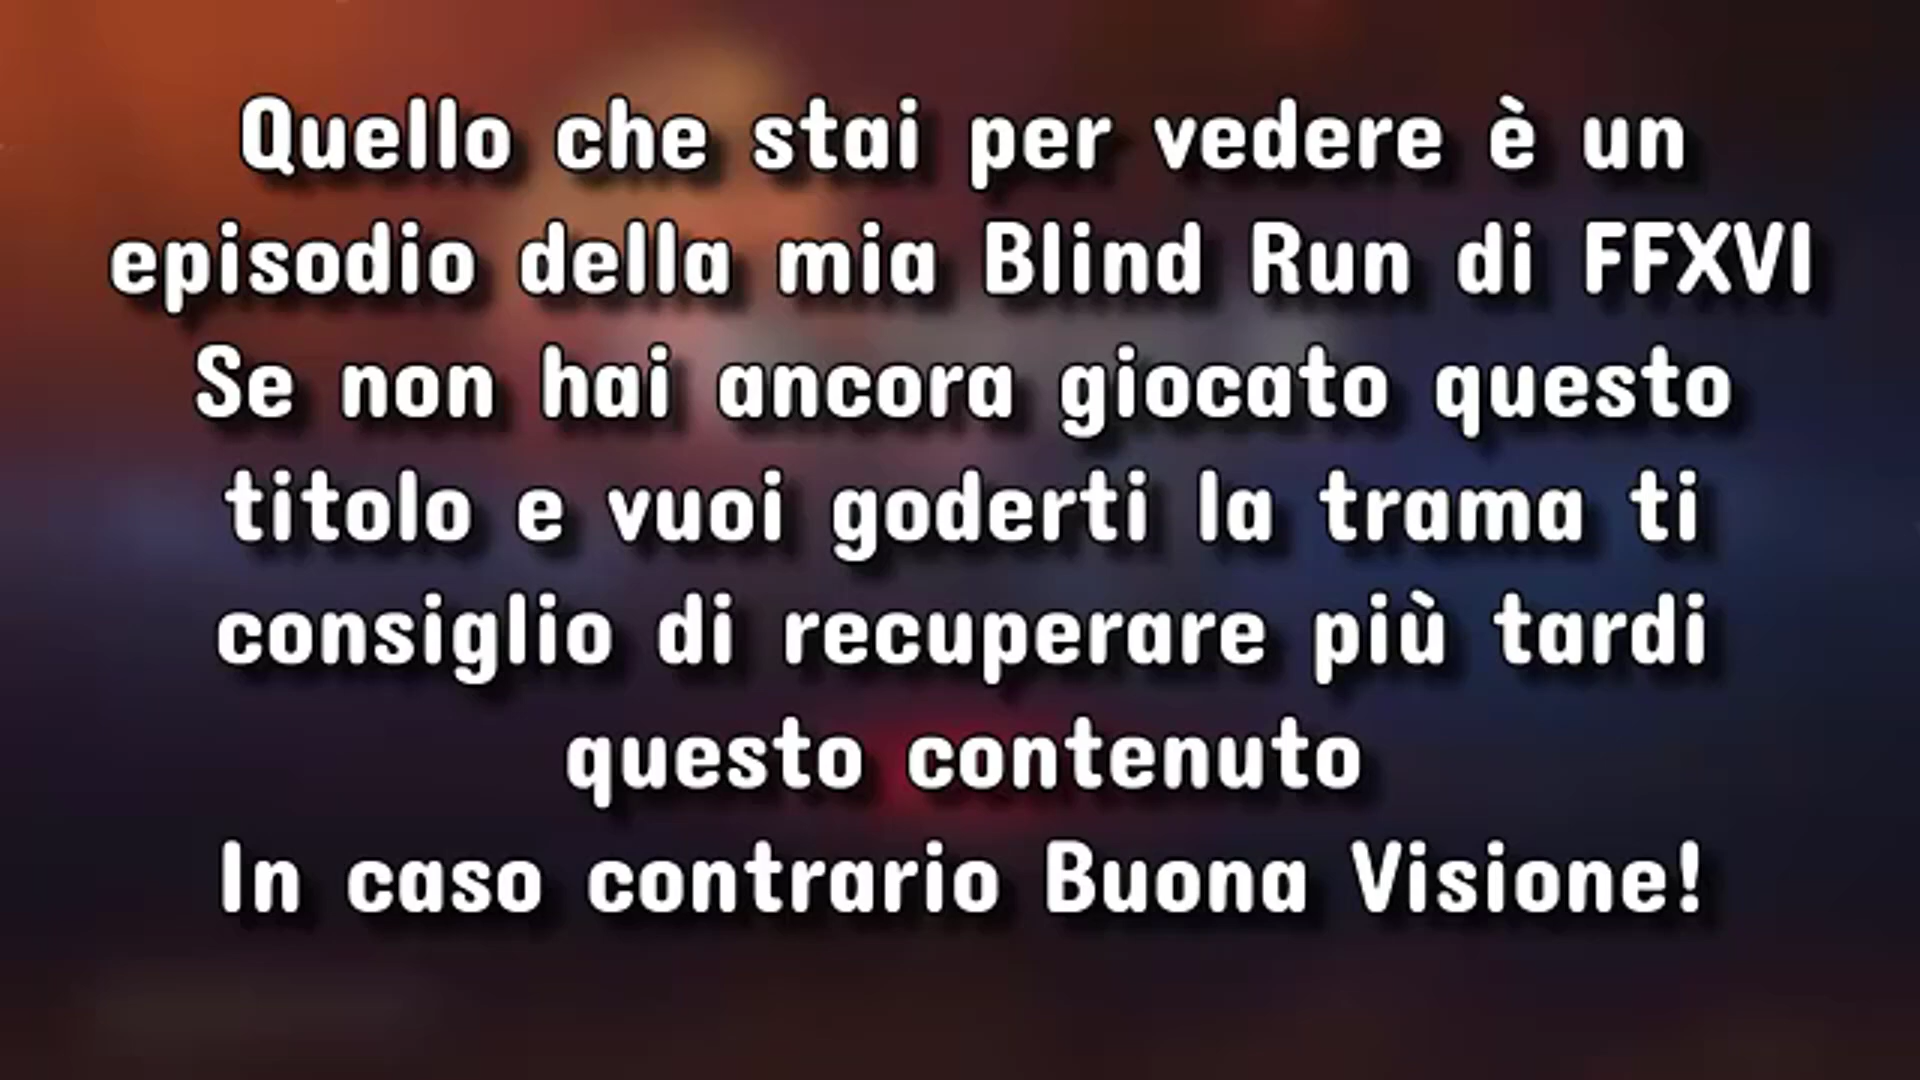 Quello che stai per vedere è un
episodio della mia Blind Run di FFXVI
Se non hai ancora giocato questo
titolo e vuoi goderti la trama ti
consiglio di recuperare più tardi
questo contenuto
In caso contrario Buona Visione!